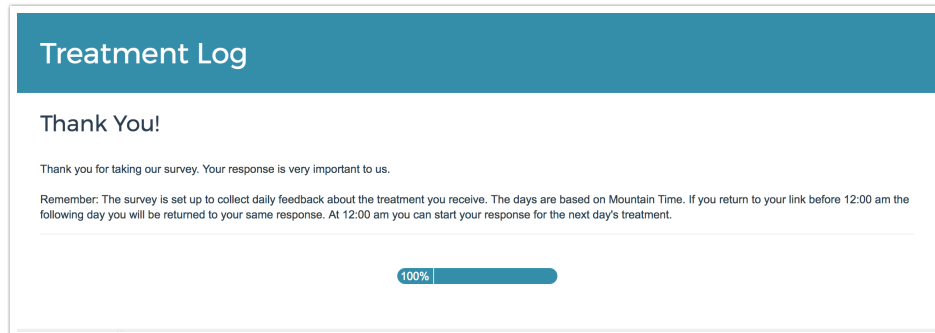 Treatment Log
Thank You!
Thank you for taking our survey. Your response is very important to us.
Remember: The survey is set up to collect daily feedback about the treatment you receive. The days are based on Mountain Time. If you return to your link before 12:00 am the
following day you will be returned to your same response. At 12:00 am you can start your response for the next day's treatment.
100%